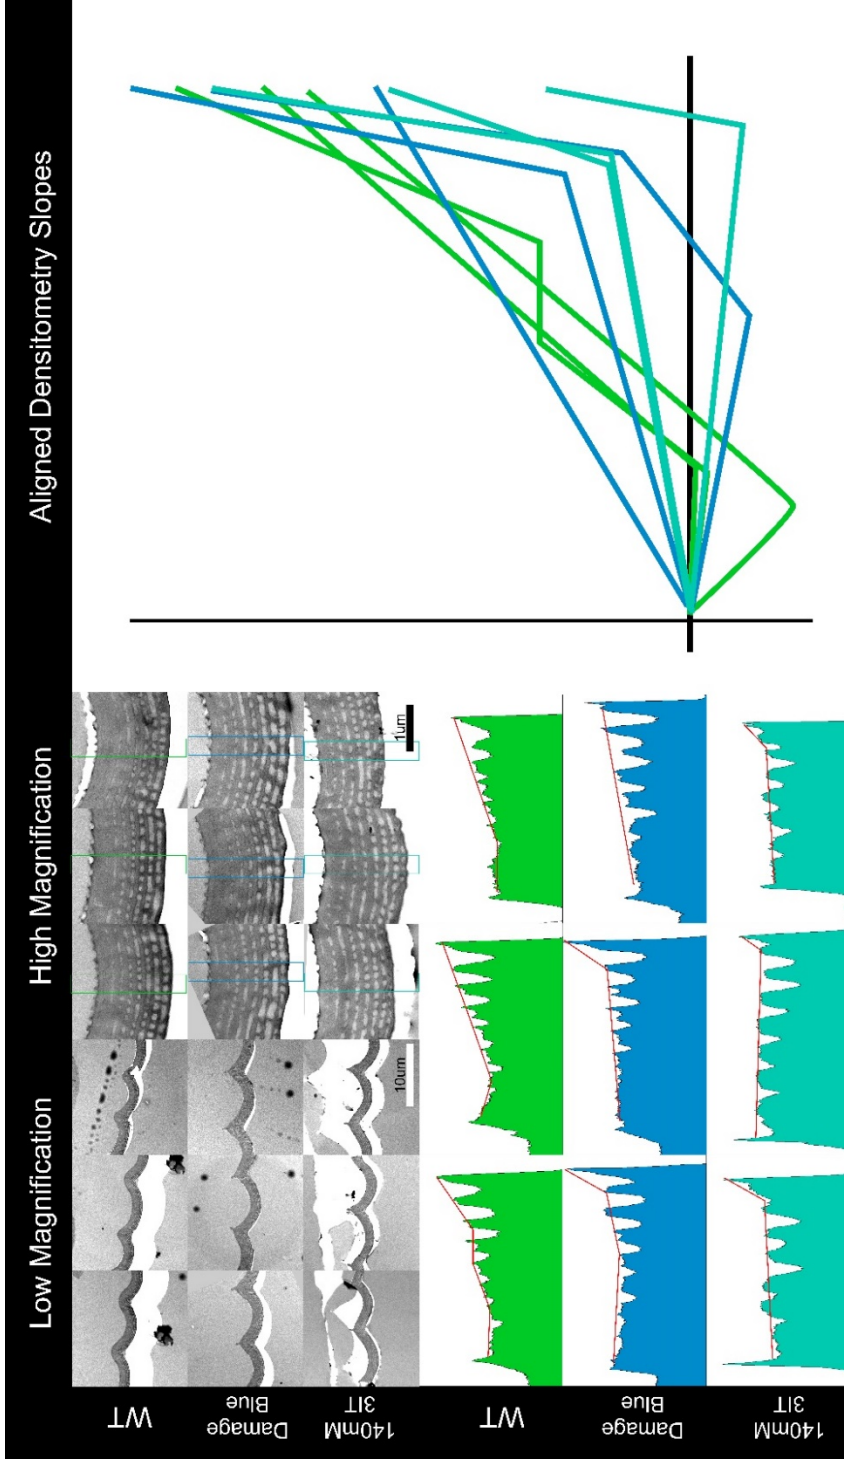 Low Magnification
High Magnification
Aligned Densitometry Slopes
WT
Damage
Blue
140mM
3IT
10um
1um
WT
Damage
Blue
140mM
3IT